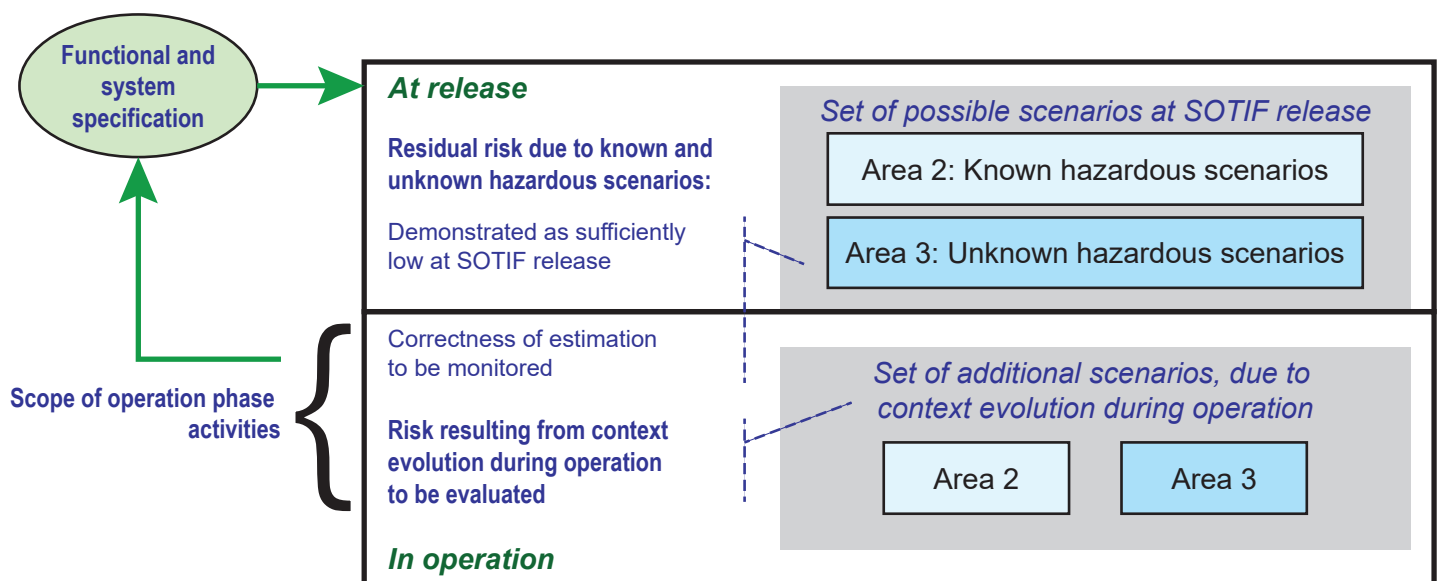 Functional and
system
specification
At release
Residual risk due to known and
unknown hazardous scenarios:
Demonstrated as sufficiently
low at SOTIF release
Set of possible scenarios at SOTIF release
Area 2: Known hazardous scenarios
Area 3: Unknown hazardous scenarios
Scope of operation phase
activities
{
Correctness of estimation
to be monitored
Risk resulting from context
evolution during operation
to be evaluated
In operation
Set of additional scenarios, due to
context evolution during operation
Area 2
Area 3